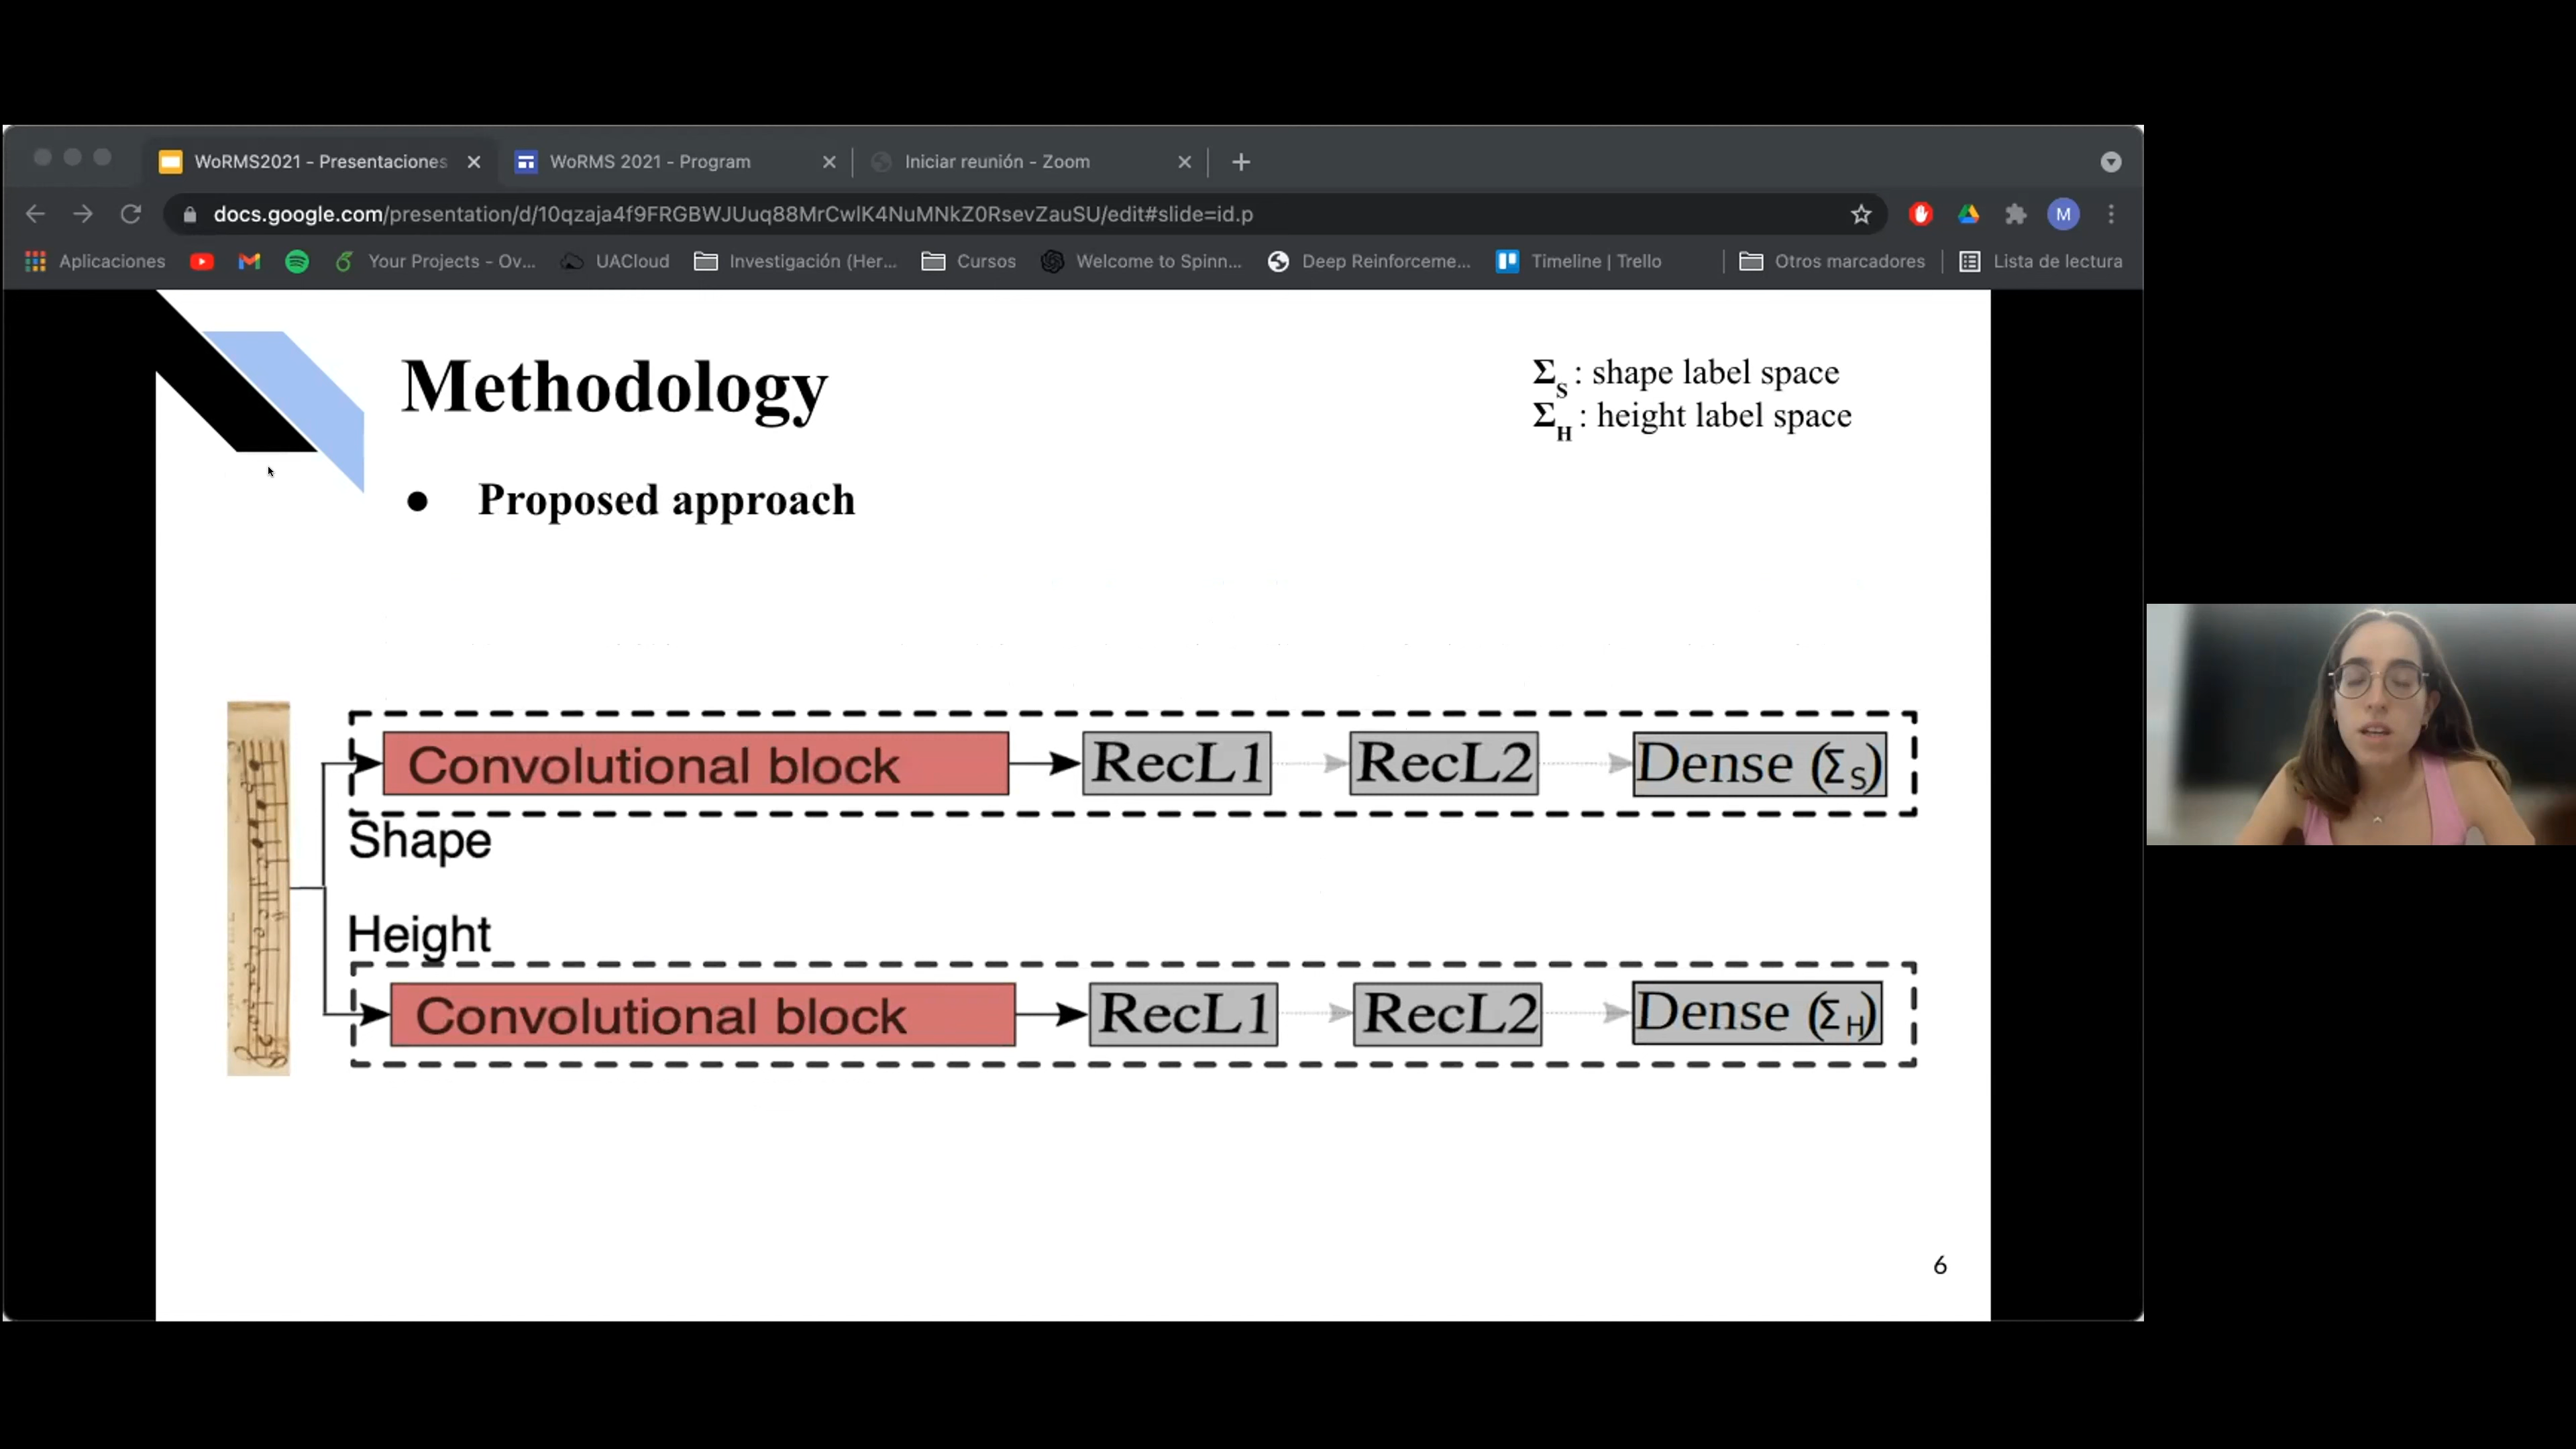 WoRMS2021 - Presentaciones
WoRMS 2021 - Program
Iniciar reunión - Zoom
docs.google.com/presentation/d/10qzaja4f9FRGBWJUuq88MrCwlK4NuMNkZ0RsevZauSU/edit#slide=id.p
M
Aplicaciones
Your Projects - Ov...
UACloud
Investigación (Her...
Cursos
Welcome to Spinn...
Deep Reinforceme...
Timeline | Trello
Otros marcadores
Lista de lectura
Methodology
Σ_S : shape label space
Σ_H : height label space
● Proposed approach
Convolutional block
RecL1
RecL2
Dense (Σ_S)
Shape
Height
Convolutional block
RecL1
RecL2
Dense (Σ_H)
6